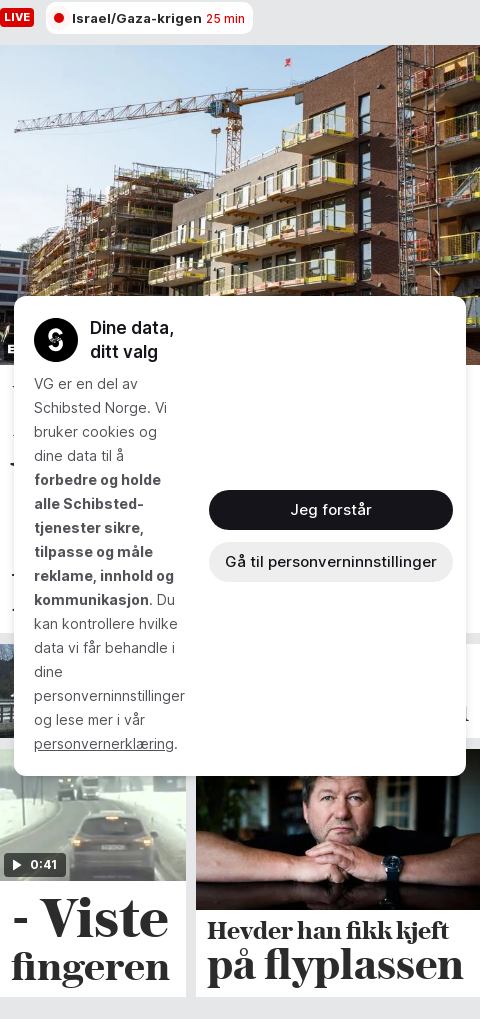 LIVE
Israel/Gaza-krigen 25 min
Dine data,
ditt valg
VG er en del av
Schibsted Norge. Vi
bruker cookies og
dine data til å
forbedre og holde
alle Schibsted-
tjenester sikre,
tilpasse og måle
reklame, innhold og
kommunikasjon. Du
kan kontrollere hvilke
data vi får behandle i
dine
personverninnstillinger
og lese mer i vår
personvernerklæring.
Jeg forstår
Gå til personverninnstillinger
0:41
- Viste
fingeren
Hevder han fikk kjeft
på flyplassen